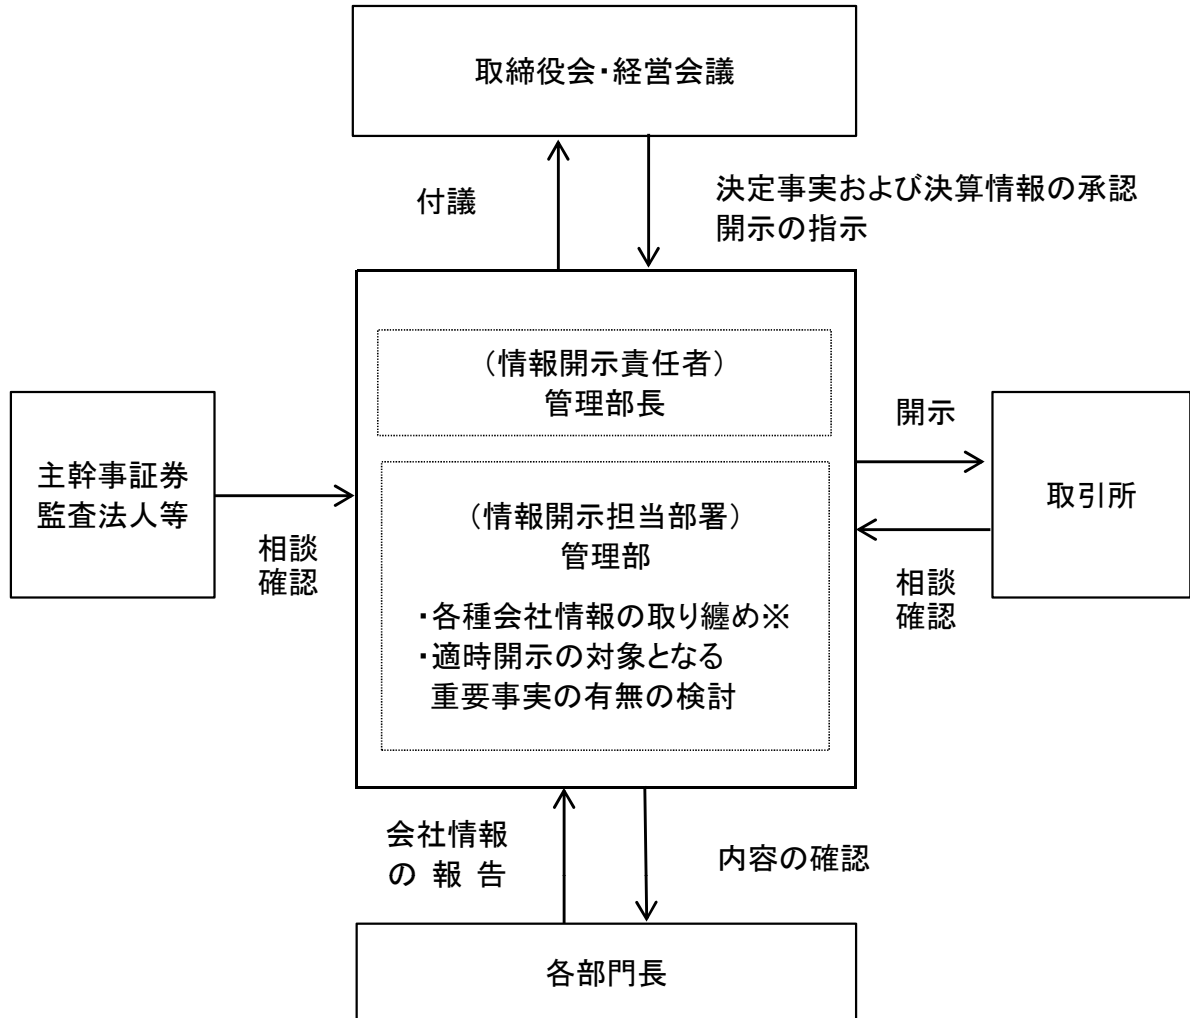 取締役会・経営会議
付議
決定事実および決算情報の承認
開示の指示
(情報開示責任者)
管理部長
主幹事証券
監査法人等
相談
確認
(情報開示担当部署)
管理部
・各種会社情報の取り纏め※
・適時開示の対象となる
重要事実の有無の検討
開示
取引所
相談
確認
会社情報
の 報 告
内容の確認
各部門長